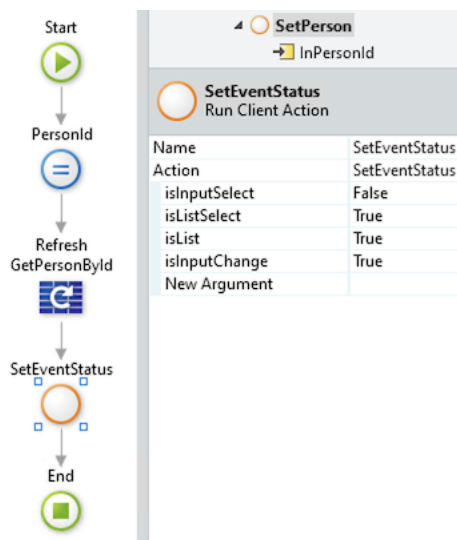 Start
PersonId
Refresh
GetPersonById
SetEventStatus
End
SetPerson
InPersonId
SetEventStatus
Run Client Action
Name SetEventStatus
Action SetEventStatus
isInputSelect False
isListSelect True
isList True
isInputChange True
New Argument